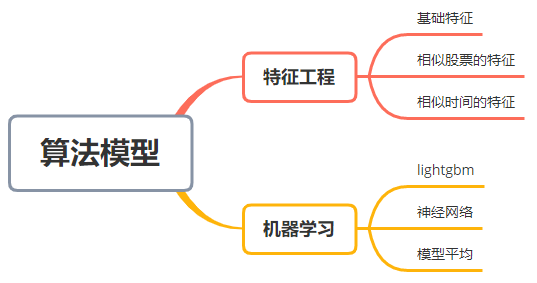 算法模型
特征工程
基础特征
相似股票的特征
相似时间的特征
机器学习
lightgbm
神经网络
模型平均